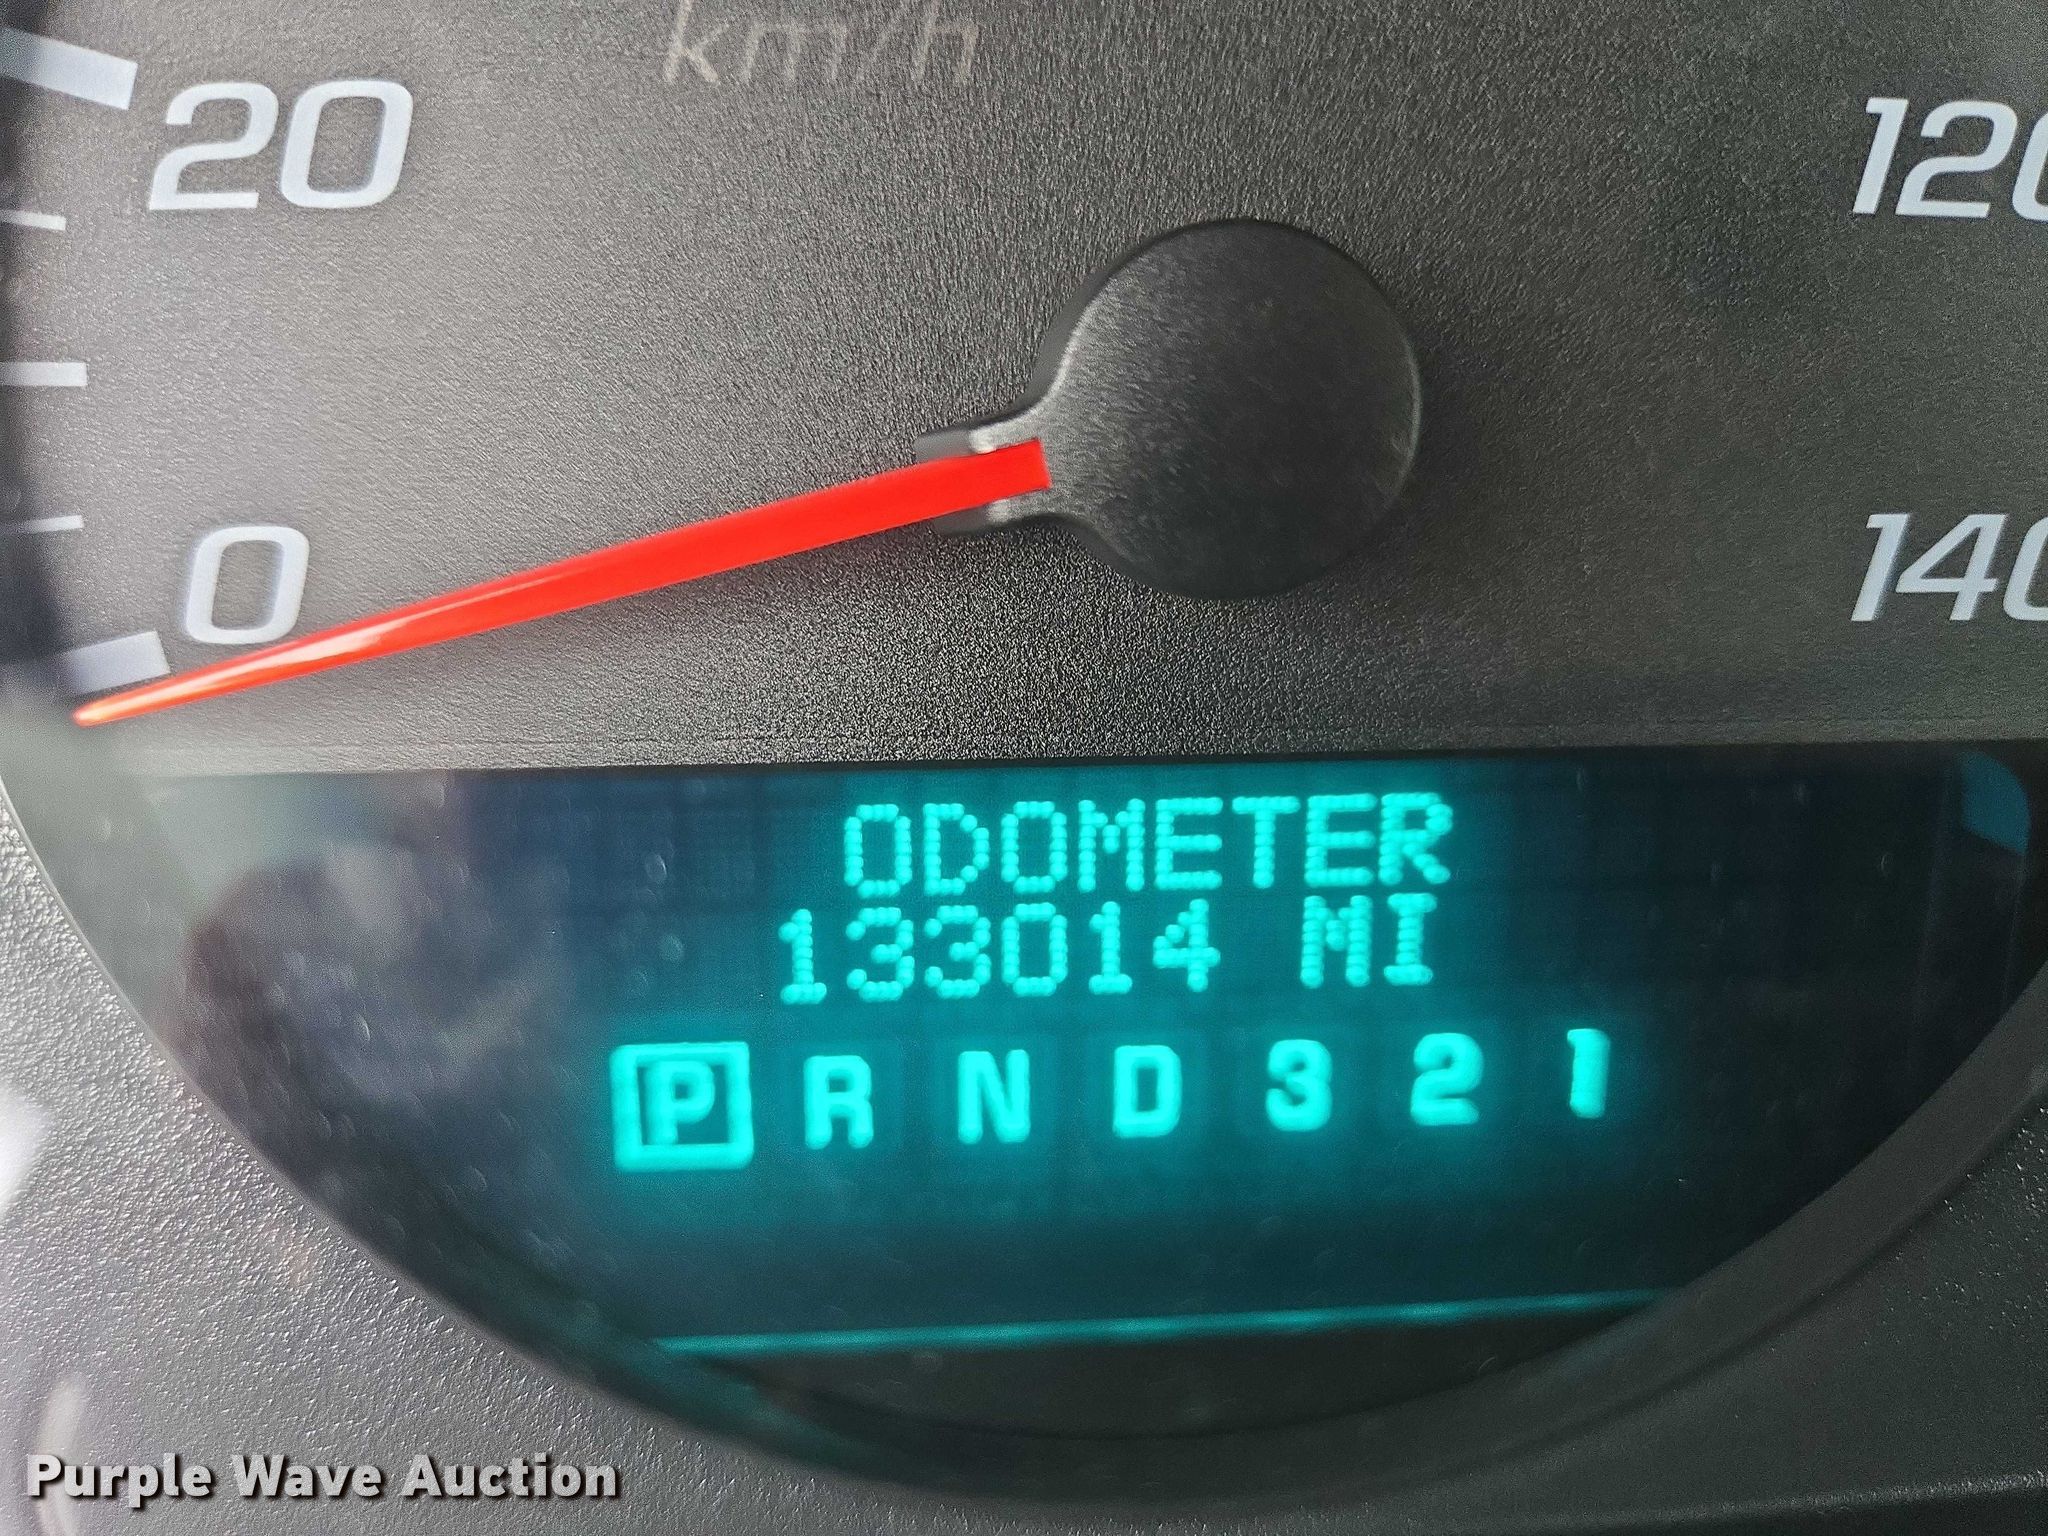 km/h
20
120
0
140
ODOMETER
133014 MI
P R N D 3 2 1
Purple Wave Auction